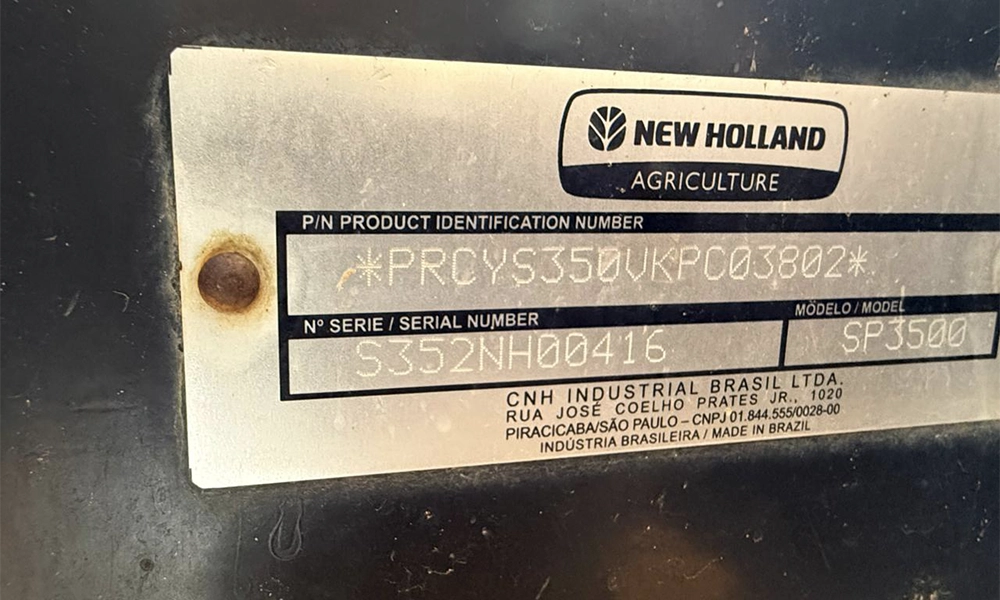 NEW HOLLAND
AGRICULTURE
P/N PRODUCT IDENTIFICATION NUMBER
*PRCYS350VKPC03802*
Nº SERIE / SERIAL NUMBER
S352NH00416
MÖDELO / MODEL
SP3500
CNH INDUSTRIAL BRASIL LTDA.
RUA JOSÉ COELHO PRATES JR., 1020
PIRACICABA/SÃO PAULO – CNPJ 01.844.555/0028-00
INDÚSTRIA BRASILEIRA / MADE IN BRAZIL